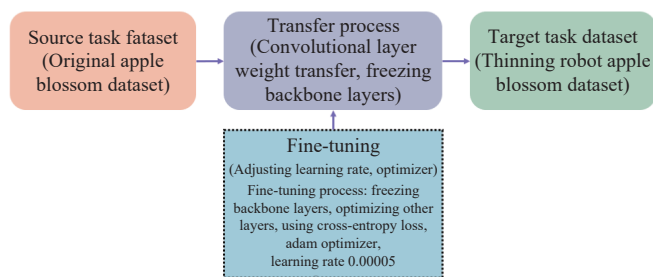 Source task fataset
(Original apple
blossom dataset)
Transfer process
(Convolutional layer
weight transfer, freezing
backbone layers)
Target task dataset
(Thinning robot apple
blossom dataset)
Fine-tuning
(Adjusting learning rate, optimizer)
Fine-tuning process: freezing
backbone layers, optimizing other
layers, using cross-entropy loss,
adam optimizer,
learning rate 0.00005